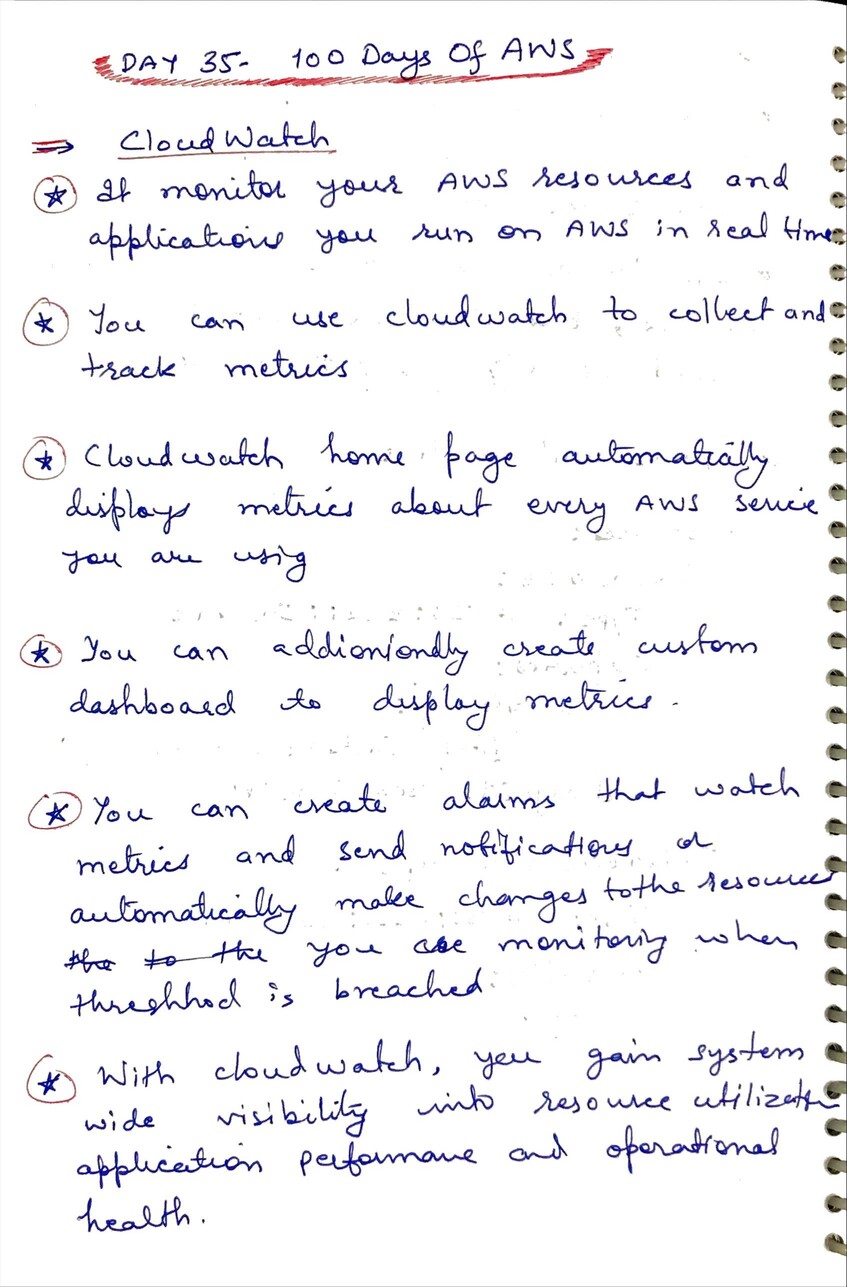 DAY 35- 100 Days Of AWS
⇒ CloudWatch
It monitor your AWS resources and
applications you run on AWS in real time
You can use cloudwatch to collect and
track metrics
Cloudwatch home page automatically
displays metrics about every AWS service
you are usig
You can addioniondly create custom
dashboard to display metrics.
You can create alarms that watch
metrics and send notifications or
automatically make changes to the resources
the to the you are monitoring when
threshhod is breached.
With cloudwatch, you gain system
wide visibility into resource utilization
application performane and operational
health.